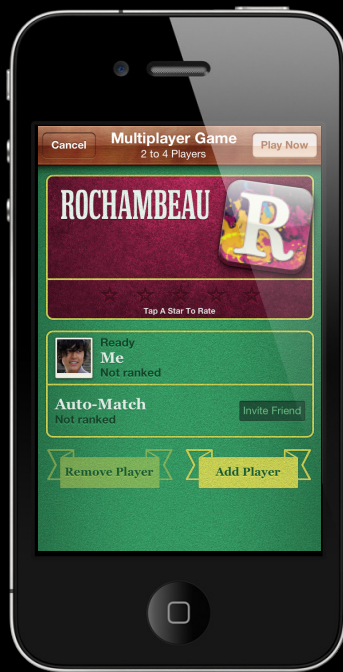 Cancel
Multiplayer Game
2 to 4 Players
Play Now
ROCHAMBEAU
R
Tap A Star To Rate
Ready
Me
Not ranked
Auto-Match
Not ranked
Invite Friend
Remove Player
Add Player